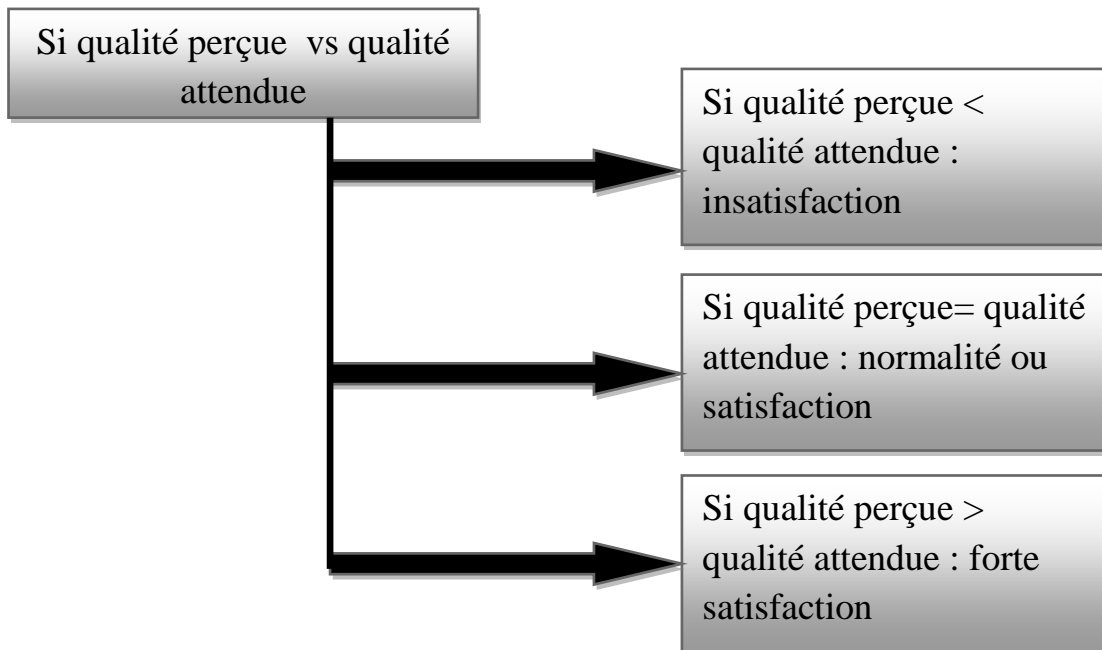 Si qualité perçue  vs qualité
attendue
Si qualité perçue <
qualité attendue :
insatisfaction
Si qualité perçue= qualité
attendue : normalité ou
satisfaction
Si qualité perçue >
qualité attendue : forte
satisfaction